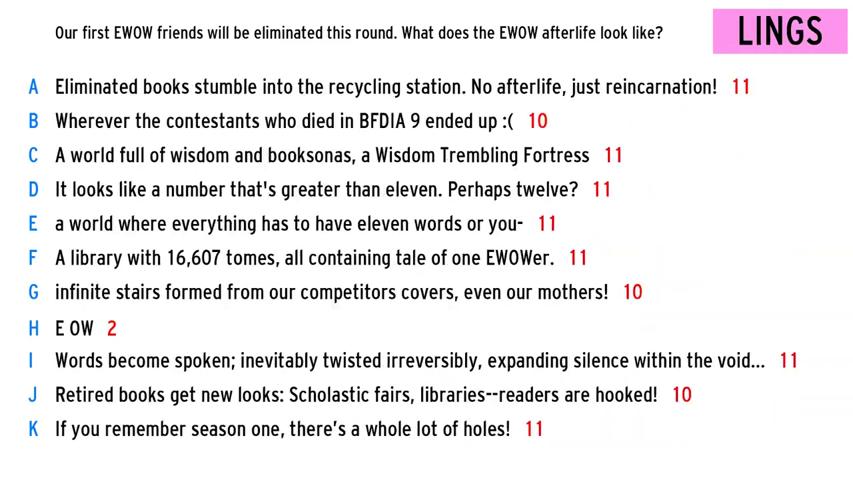 Our first EWOW friends will be eliminated this round. What does the EWOW afterlife look like?
LINGS
A Eliminated books stumble into the recycling station. No afterlife, just reincarnation! 11
B Wherever the contestants who died in BFDIA 9 ended up :( 10
C A world full of wisdom and booksonas, a Wisdom Trembling Fortress 11
D It looks like a number that's greater than eleven. Perhaps twelve? 11
E a world where everything has to have eleven words or you- 11
F A library with 16,607 tomes, all containing tale of one EWOWer. 11
G infinite stairs formed from our competitors covers, even our mothers! 10
H E OW 2
I Words become spoken; inevitably twisted irreversibly, expanding silence within the void... 11
J Retired books get new looks: Scholastic fairs, libraries--readers are hooked! 10
K If you remember season one, there's a whole lot of holes! 11